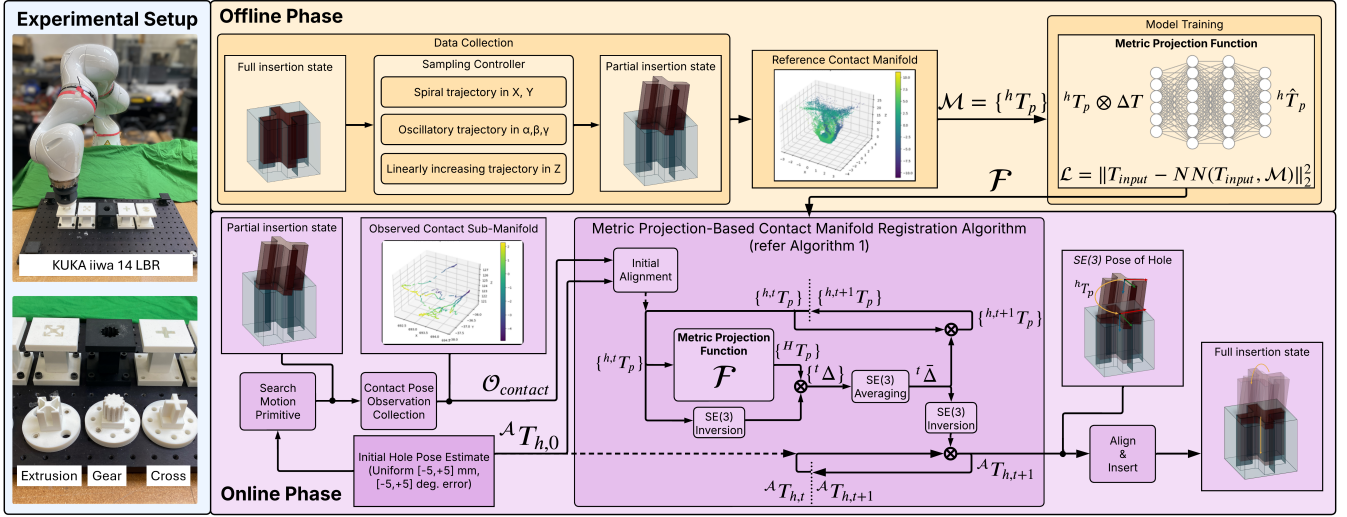 Experimental Setup
KUKA iiwa 14 LBR
Extrusion
Gear
Cross
Offline Phase
Data Collection
Full insertion state
Sampling Controller
Spiral trajectory in X, Y
Oscillatory trajectory in α,β,γ
Linearly increasing trajectory in Z
Partial insertion state
Reference Contact Manifold
ℳ = {ʰTₚ}
Model Training
Metric Projection Function
ʰTₚ ⊗ ΔT
ʰT̂ₚ
ℒ = ∥T_input − NN(T_input, ℳ)∥₂²
ℱ
Partial insertion state
Observed Contact Sub-Manifold
Search
Motion
Primitive
Contact Pose
Observation
Collection
𝒪_contact
Initial Hole Pose Estimate
(Uniform [-5,+5] mm,
[-5,+5] deg. error)
ᴬT_h,0
Online Phase
Metric Projection-Based Contact Manifold Registration Algorithm
(refer Algorithm 1)
Initial
Alignment
{ʰ,ᵗTₚ}
{ʰ,ᵗ⁺¹Tₚ}
{ʰ,ᵗ⁺¹Tₚ}
{ʰ,ᵗTₚ}
Metric Projection
Function
ℱ
{ᴴTₚ}
{ᵗΔ}
SE(3)
Averaging
ᵗΔ̄
SE(3)
Inversion
SE(3)
Inversion
ᴬT_h,t
ᴬT_h,t+1
ᴬT_h,t+1
SE(3) Pose of Hole
ʰTₚ
Align
&
Insert
Full insertion state